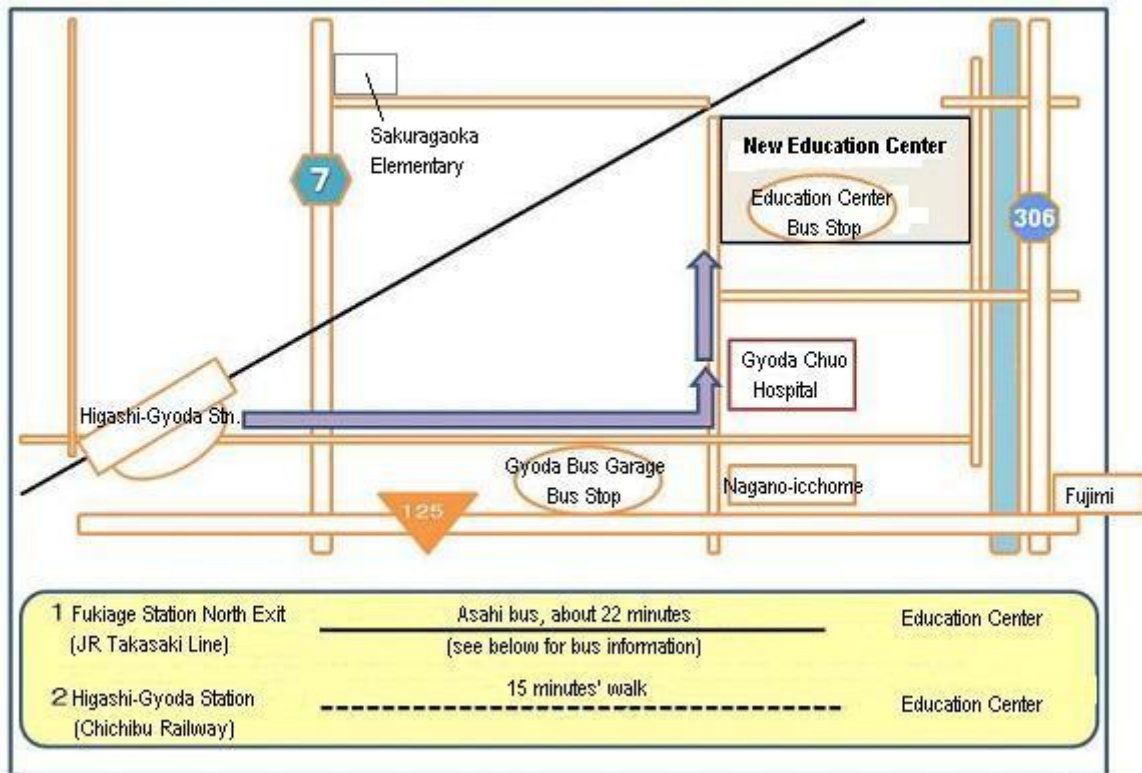 Sakuragaoka
Elementary
7
New Education Center
Education Center
Bus Stop
306
Gyoda Chuo
Hospital
Higashi-Gyoda Stn.
Gyoda Bus Garage
Bus Stop
Nagano-icchome
Fujimi
125
1 Fukiage Station North Exit
(JR Takasaki Line)
Asahi bus, about 22 minutes
(see below for bus information)
Education Center
2 Higashi-Gyoda Station
(Chichibu Railway)
15 minutes' walk
Education Center